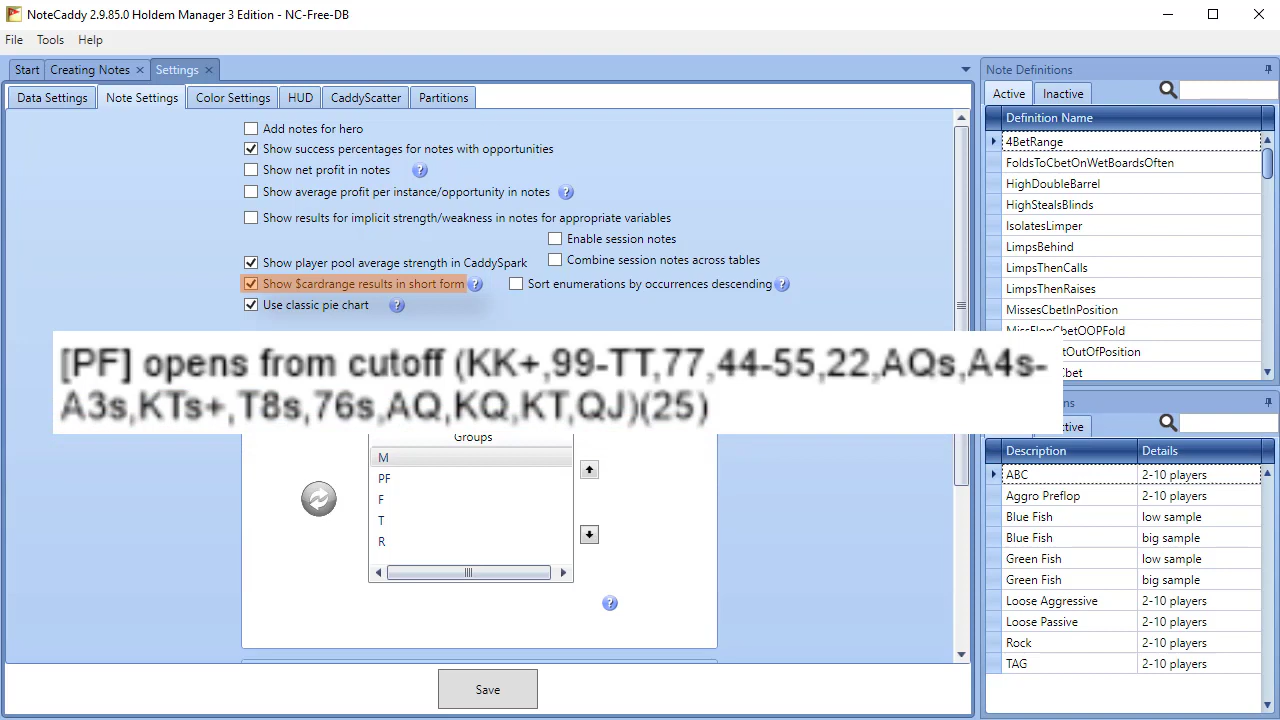 NoteCaddy 2.9.85.0 Holdem Manager 3 Edition - NC-Free-DB
File Tools Help
Start Creating Notes Settings
Data Settings Note Settings Color Settings HUD CaddyScatter Partitions
Add notes for hero
Show success percentages for notes with opportunities
Show net profit in notes
Show average profit per instance/opportunity in notes
Show results for implicit strength/weakness in notes for appropriate variables
Enable session notes
Show player pool average strength in CaddySpark
Combine session notes across tables
Show $cardrange results in short form
Sort enumerations by occurrences descending
Use classic pie chart
[PF] opens from cutoff (KK+,99-TT,77,44-55,22,AQs,A4s-
A3s,KTs+,T8s,76s,AQ,KQ,KT,QJ)(25)
Groups
M
PF
F
T
R
Save
Note Definitions
Active Inactive
Definition Name
4BetRange
FoldsToCbetOnWetBoardsOften
HighDoubleBarrel
HighStealsBlinds
IsolatesLimper
LimpsBehind
LimpsThenCalls
LimpsThenRaises
MissesCbetInPosition
MissFlopCbetOOPFold
OutOfPosition
bet
Description Details
ABC 2-10 players
Aggro Preflop 2-10 players
Blue Fish low sample
Blue Fish big sample
Green Fish low sample
Green Fish big sample
Loose Aggressive 2-10 players
Loose Passive 2-10 players
Rock 2-10 players
TAG 2-10 players